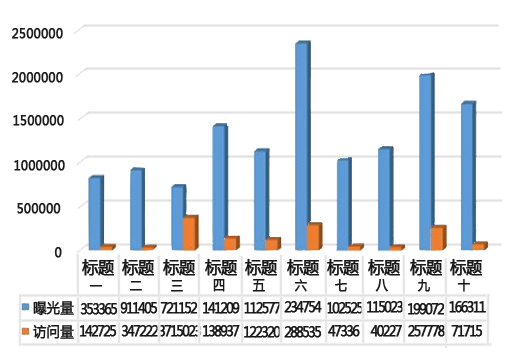 2500000
2000000
1500000
1000000
500000
0
标题一 标题二 标题三 标题四 标题五 标题六 标题七 标题八 标题九 标题十
曝光量 353365 911405 721152 141209 112577 234754 102525 115023 199072 166311
访问量 142725 347222 3715023 138937 122320 288535 47336 40227 257778 71715